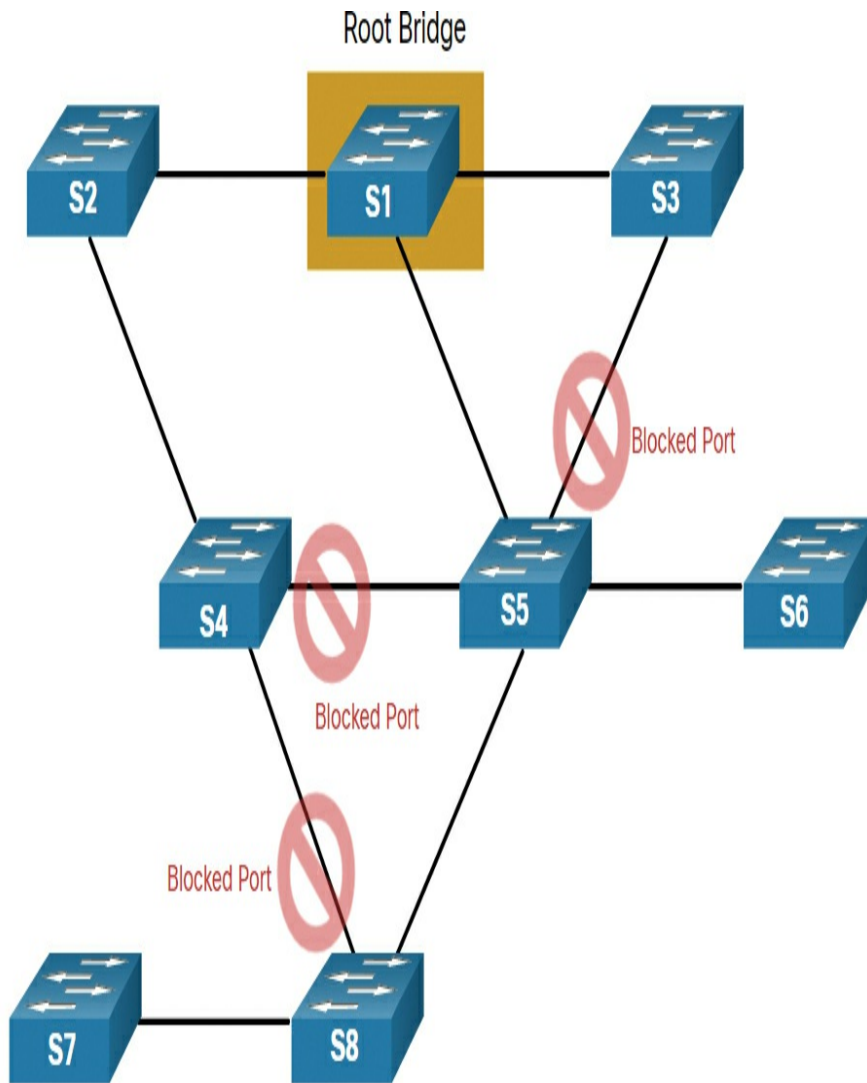 Root Bridge
S2
S1
S3
Blocked Port
S4
S5
S6
Blocked Port
Blocked Port
S7
S8